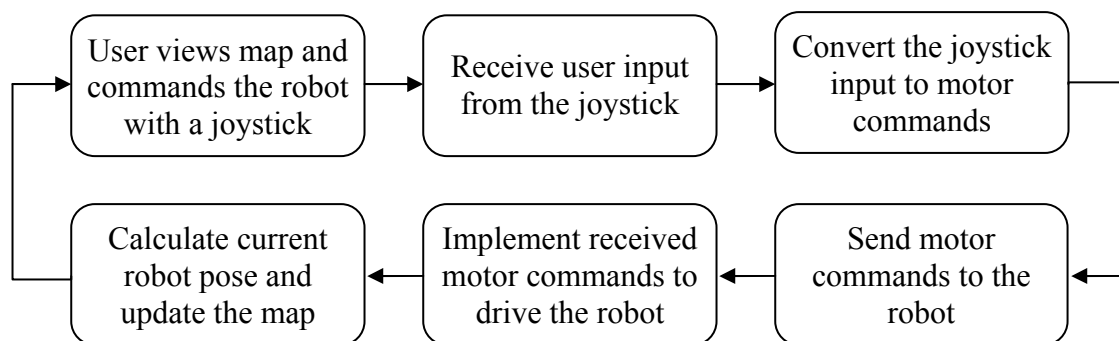 User views map and
commands the robot
with a joystick
Receive user input
from the joystick
Convert the joystick
input to motor
commands
Calculate current
robot pose and
update the map
Implement received
motor commands to
drive the robot
Send motor
commands to the
robot